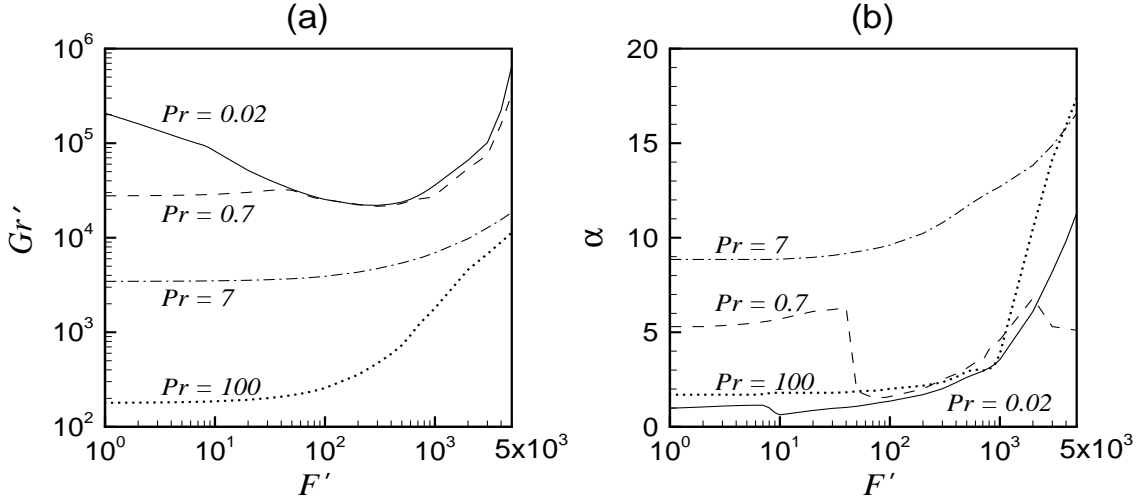 (a)
10⁶
10⁵
10⁴
10³
10²
Gr′
Pr = 0.02
Pr = 0.7
Pr = 7
Pr = 100
10⁰
10¹
10²
10³
5x10³
F′
(b)
20
15
10
5
0
α
Pr = 7
Pr = 0.7
Pr = 100
Pr = 0.02
10⁰
10¹
10²
10³
5x10³
F′